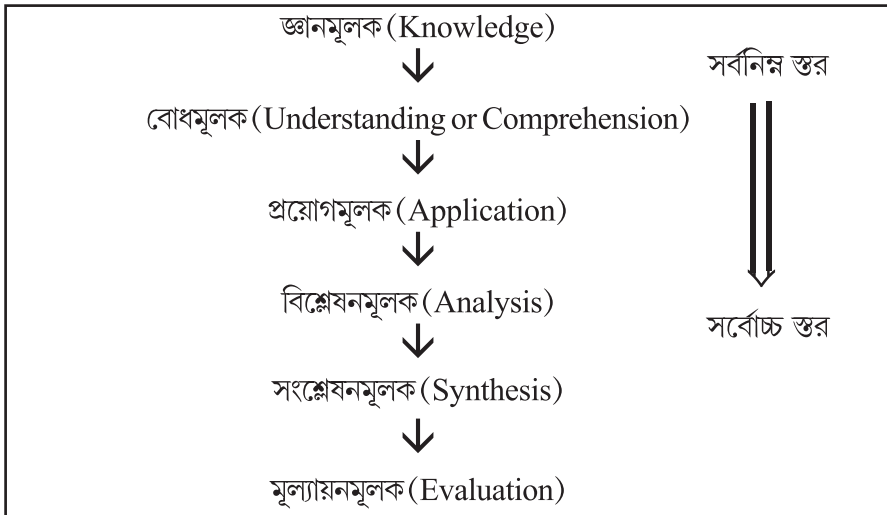 জ্ঞানমূলক (Knowledge)
সর্বনিম্ন স্তর
বোধমূলক (Understanding or Comprehension)
প্রয়োগমূলক (Application)
বিশ্লেষনমূলক (Analysis)
সর্বোচ্চ স্তর
সংশ্লেষনমূলক (Synthesis)
মূল্যায়নমূলক (Evaluation)